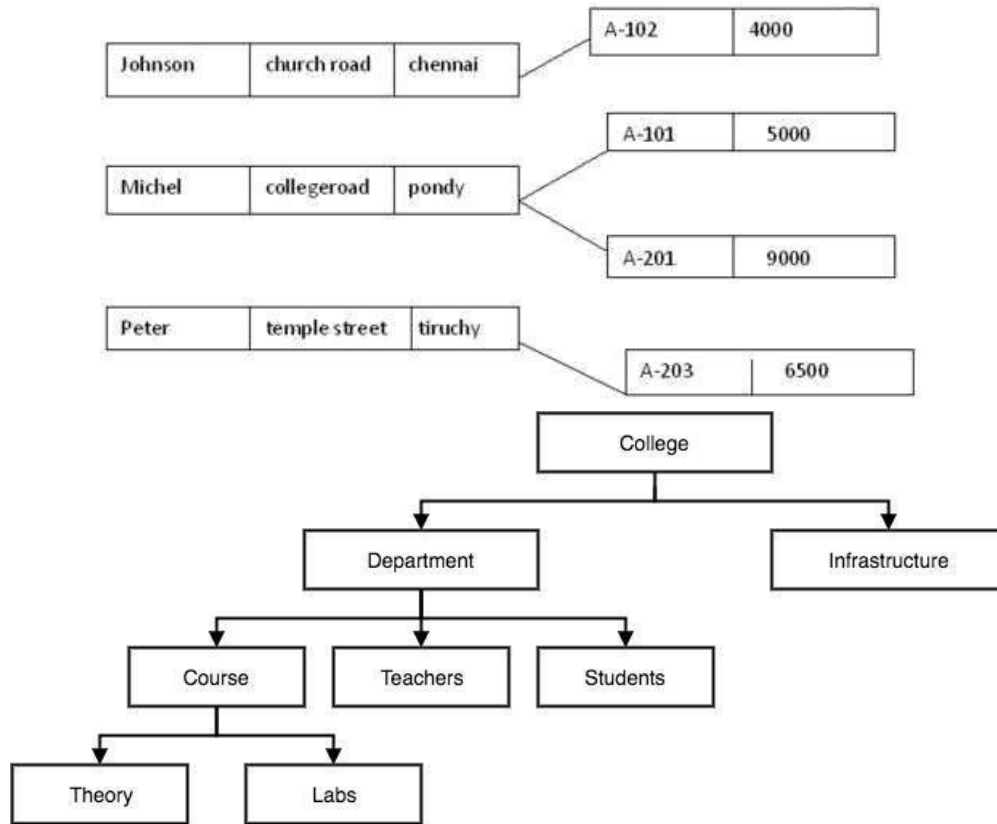 A-102 4000
Johnson church road chennai
A-101 5000
Michel collegeroad pondy
A-201 9000
Peter temple street tiruchy
A-203 6500
College
Department Infrastructure
Course Teachers Students
Theory Labs